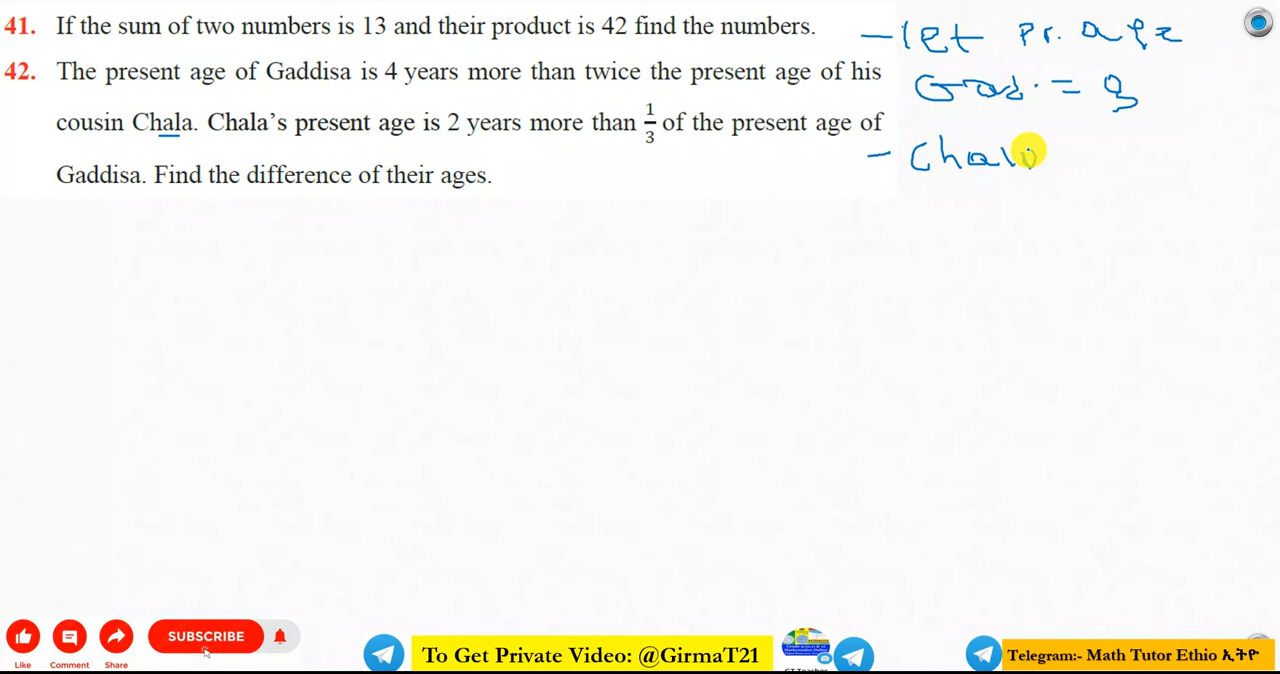 41. If the sum of two numbers is 13 and their product is 42 find the numbers.
42. The present age of Gaddisa is 4 years more than twice the present age of his
cousin Chala. Chala's present age is 2 years more than 1/3 of the present age of
Gaddisa. Find the difference of their ages.
- let pr. age
Gad. = g
- Chal
SUBSCRIBE
Like Comment Share
To Get Private Video: @GirmaT21
GT Teacher
Telegram:- Math Tutor Ethio ኢትዮ